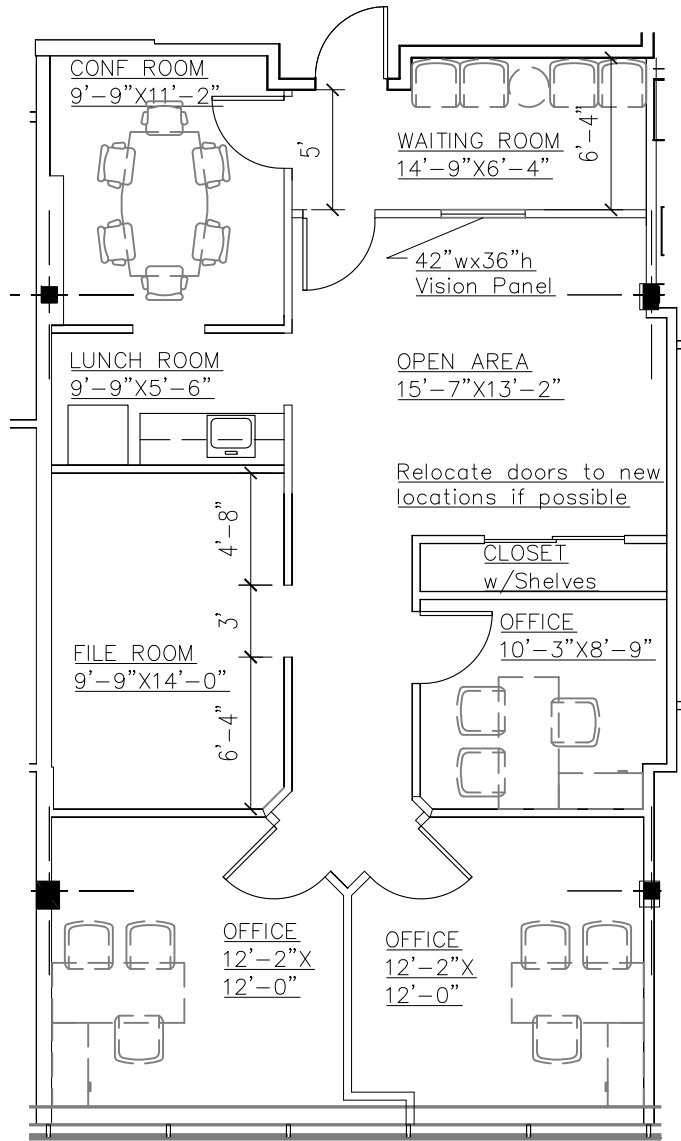 CONF ROOM
9'-9"X11'-2"
5'
WAITING ROOM
14'-9"X6'-4"
6'-4"
42"wx36"h
Vision Panel
LUNCH ROOM
9'-9"X5'-6"
OPEN AREA
15'-7"X13'-2"
Relocate doors to new
locations if possible
4'-8"
CLOSET
w/Shelves
3'
OFFICE
10'-3"X8'-9"
FILE ROOM
9'-9"X14'-0"
6'-4"
OFFICE
12'-2"X
12'-0"
OFFICE
12'-2"X
12'-0"